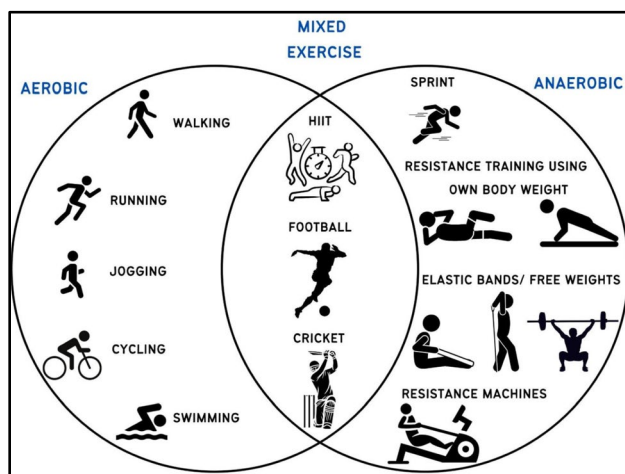 MIXED
EXERCISE
AEROBIC
ANAEROBIC
WALKING
RUNNING
JOGGING
CYCLING
SWIMMING
HIIT
FOOTBALL
CRICKET
SPRINT
RESISTANCE TRAINING USING
OWN BODY WEIGHT
ELASTIC BANDS/ FREE WEIGHTS
RESISTANCE MACHINES